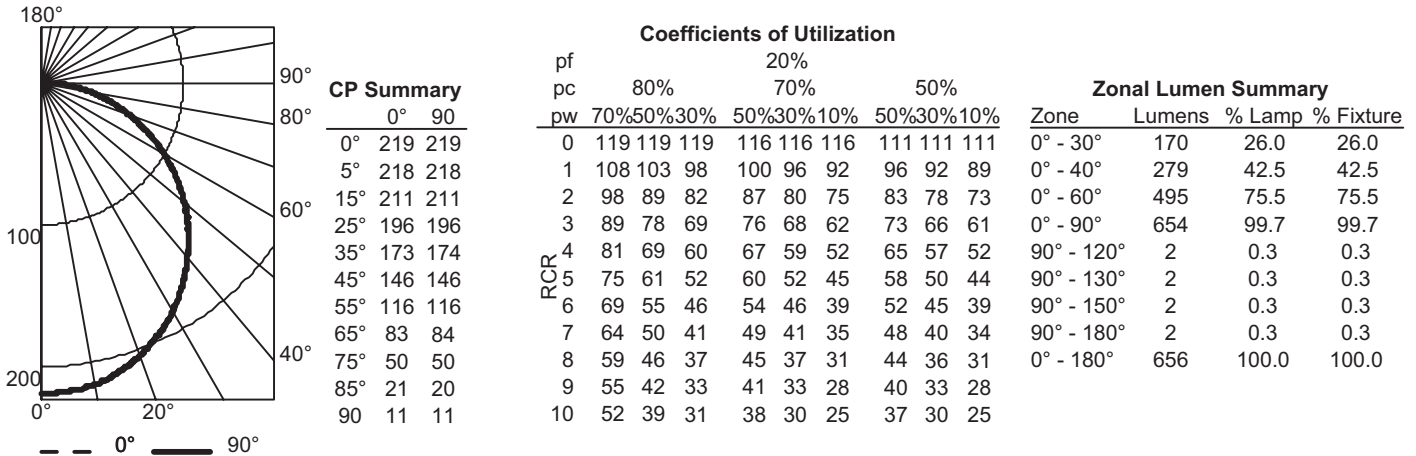 180°
90°
80°
60°
40°
100
200
0° 20°
0° 90°
CP Summary
0° 90
0° 219 219
5° 218 218
15° 211 211
25° 196 196
35° 173 174
45° 146 146
55° 116 116
65° 83 84
75° 50 50
85° 21 20
90 11 11
Coefficients of Utilization
pf 20%
pc 80% 70% 50%
pw 70%50%30% 50%30%10% 50%30%10%
RCR
0 119 119 119 116 116 116 111 111 111
1 108 103 98 100 96 92 96 92 89
2 98 89 82 87 80 75 83 78 73
3 89 78 69 76 68 62 73 66 61
4 81 69 60 67 59 52 65 57 52
5 75 61 52 60 52 45 58 50 44
6 69 55 46 54 46 39 52 45 39
7 64 50 41 49 41 35 48 40 34
8 59 46 37 45 37 31 44 36 31
9 55 42 33 41 33 28 40 33 28
10 52 39 31 38 30 25 37 30 25
Zonal Lumen Summary
Zone Lumens % Lamp % Fixture
0° - 30° 170 26.0 26.0
0° - 40° 279 42.5 42.5
0° - 60° 495 75.5 75.5
0° - 90° 654 99.7 99.7
90° - 120° 2 0.3 0.3
90° - 130° 2 0.3 0.3
90° - 150° 2 0.3 0.3
90° - 180° 2 0.3 0.3
0° - 180° 656 100.0 100.0